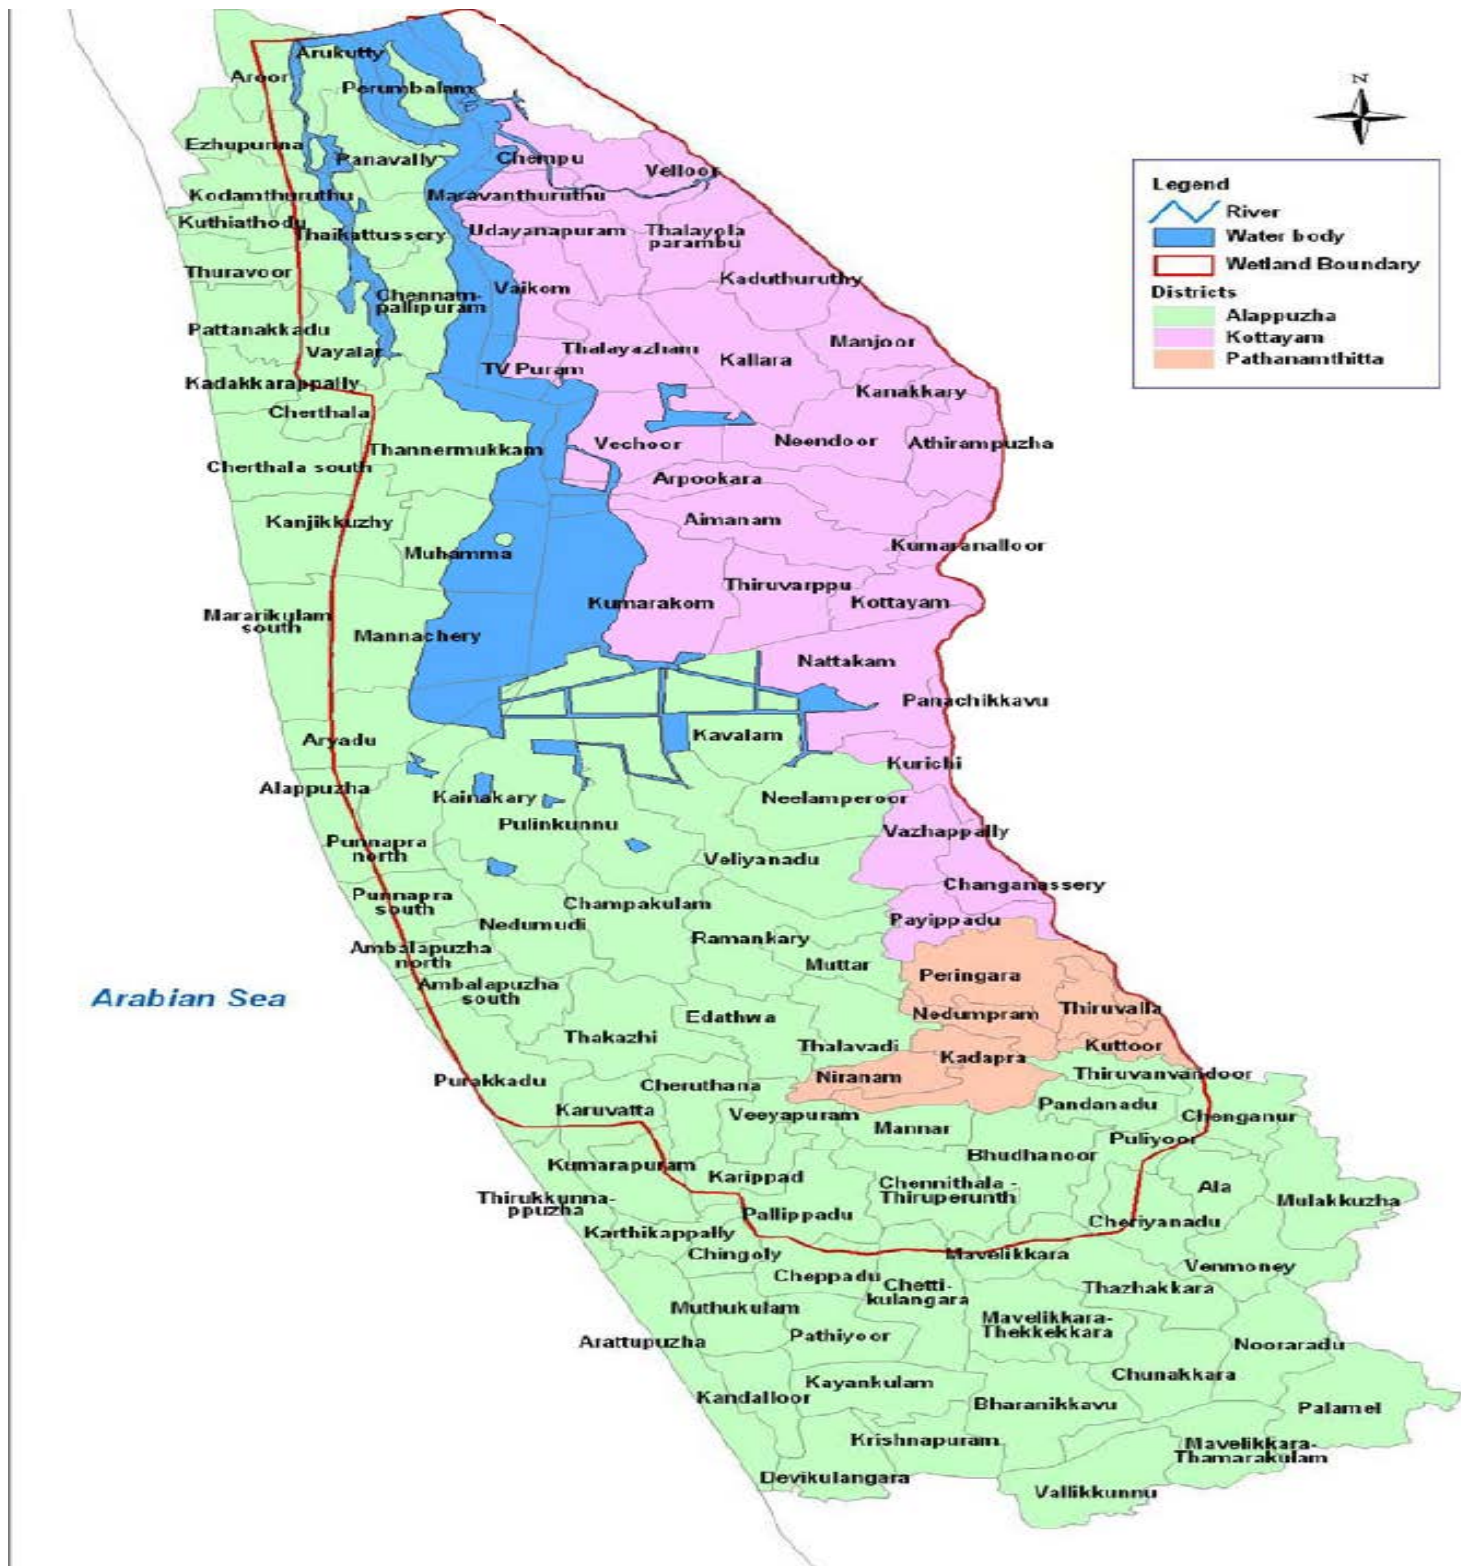 N
Legend
River
Water body
Wetland Boundary
Districts
Alappuzha
Kottayam
Pathanamthitta
Arukutty
Aroor
Perumbalam
Ezhupunna
Panavally
Chempu
Velloor
Kodamthuruthu
Maravanthuruthu
Kuthiathodu
Thaikattussery
Udayanapuram
Thalayola
parambu
Thuravoor
Chennam-
pallipuram
Vaikom
Kaduthuruthy
Pattanakkadu
Vayalar
Thalayazham
Kallara
Manjoor
Kadakkarappally
TV Puram
Kanakkary
Cherthala
Thannermukkam
Vechoor
Neendoor
Athirampuzha
Cherthala south
Arpookara
Kanjikkuzhy
Aimanam
Muhamma
Kumaranalloor
Thiruvarppu
Kumarakom
Kottayam
Mararikulam
south
Mannachery
Nattakam
Panachikkavu
Aryadu
Kavalam
Kurichi
Alappuzha
Kainakary
Neelamperoor
Pulinkunnu
Vazhappally
Punnapra
north
Veliyanadu
Changanassery
Punnapra
south
Champakulam
Nedumudi
Payippadu
Ambalapuzha
north
Ramankary
Muttar
Peringara
Arabian Sea
Ambalapuzha
south
Edathwa
Nedumpram
Thiruvalla
Thakazhi
Thalavadi
Kadapra
Kuttoor
Purakkadu
Cheruthana
Niranam
Thiruvanvandoor
Karuvatta
Veeyapuram
Mannar
Pandanadu
Chenganur
Puliyoor
Kumarapuram
Karippad
Bhudhanoor
Chennithala -
Thiruperunth
Ala
Mulakkuzha
Thirukkunna-
ppuzha
Pallippadu
Cheriyanadu
Karthikappally
Chingoly
Mavelikkara
Venmoney
Cheppadu
Chetti-
kulangara
Thazhakkara
Muthukulam
Mavelikkara-
Thekkekkara
Arattupuzha
Pathiyoor
Nooraradu
Kandalloor
Kayankulam
Chunakkara
Bharanikkavu
Palamel
Krishnapuram
Mavelikkara-
Thamarakulam
Devikulangara
Vallikkunnu